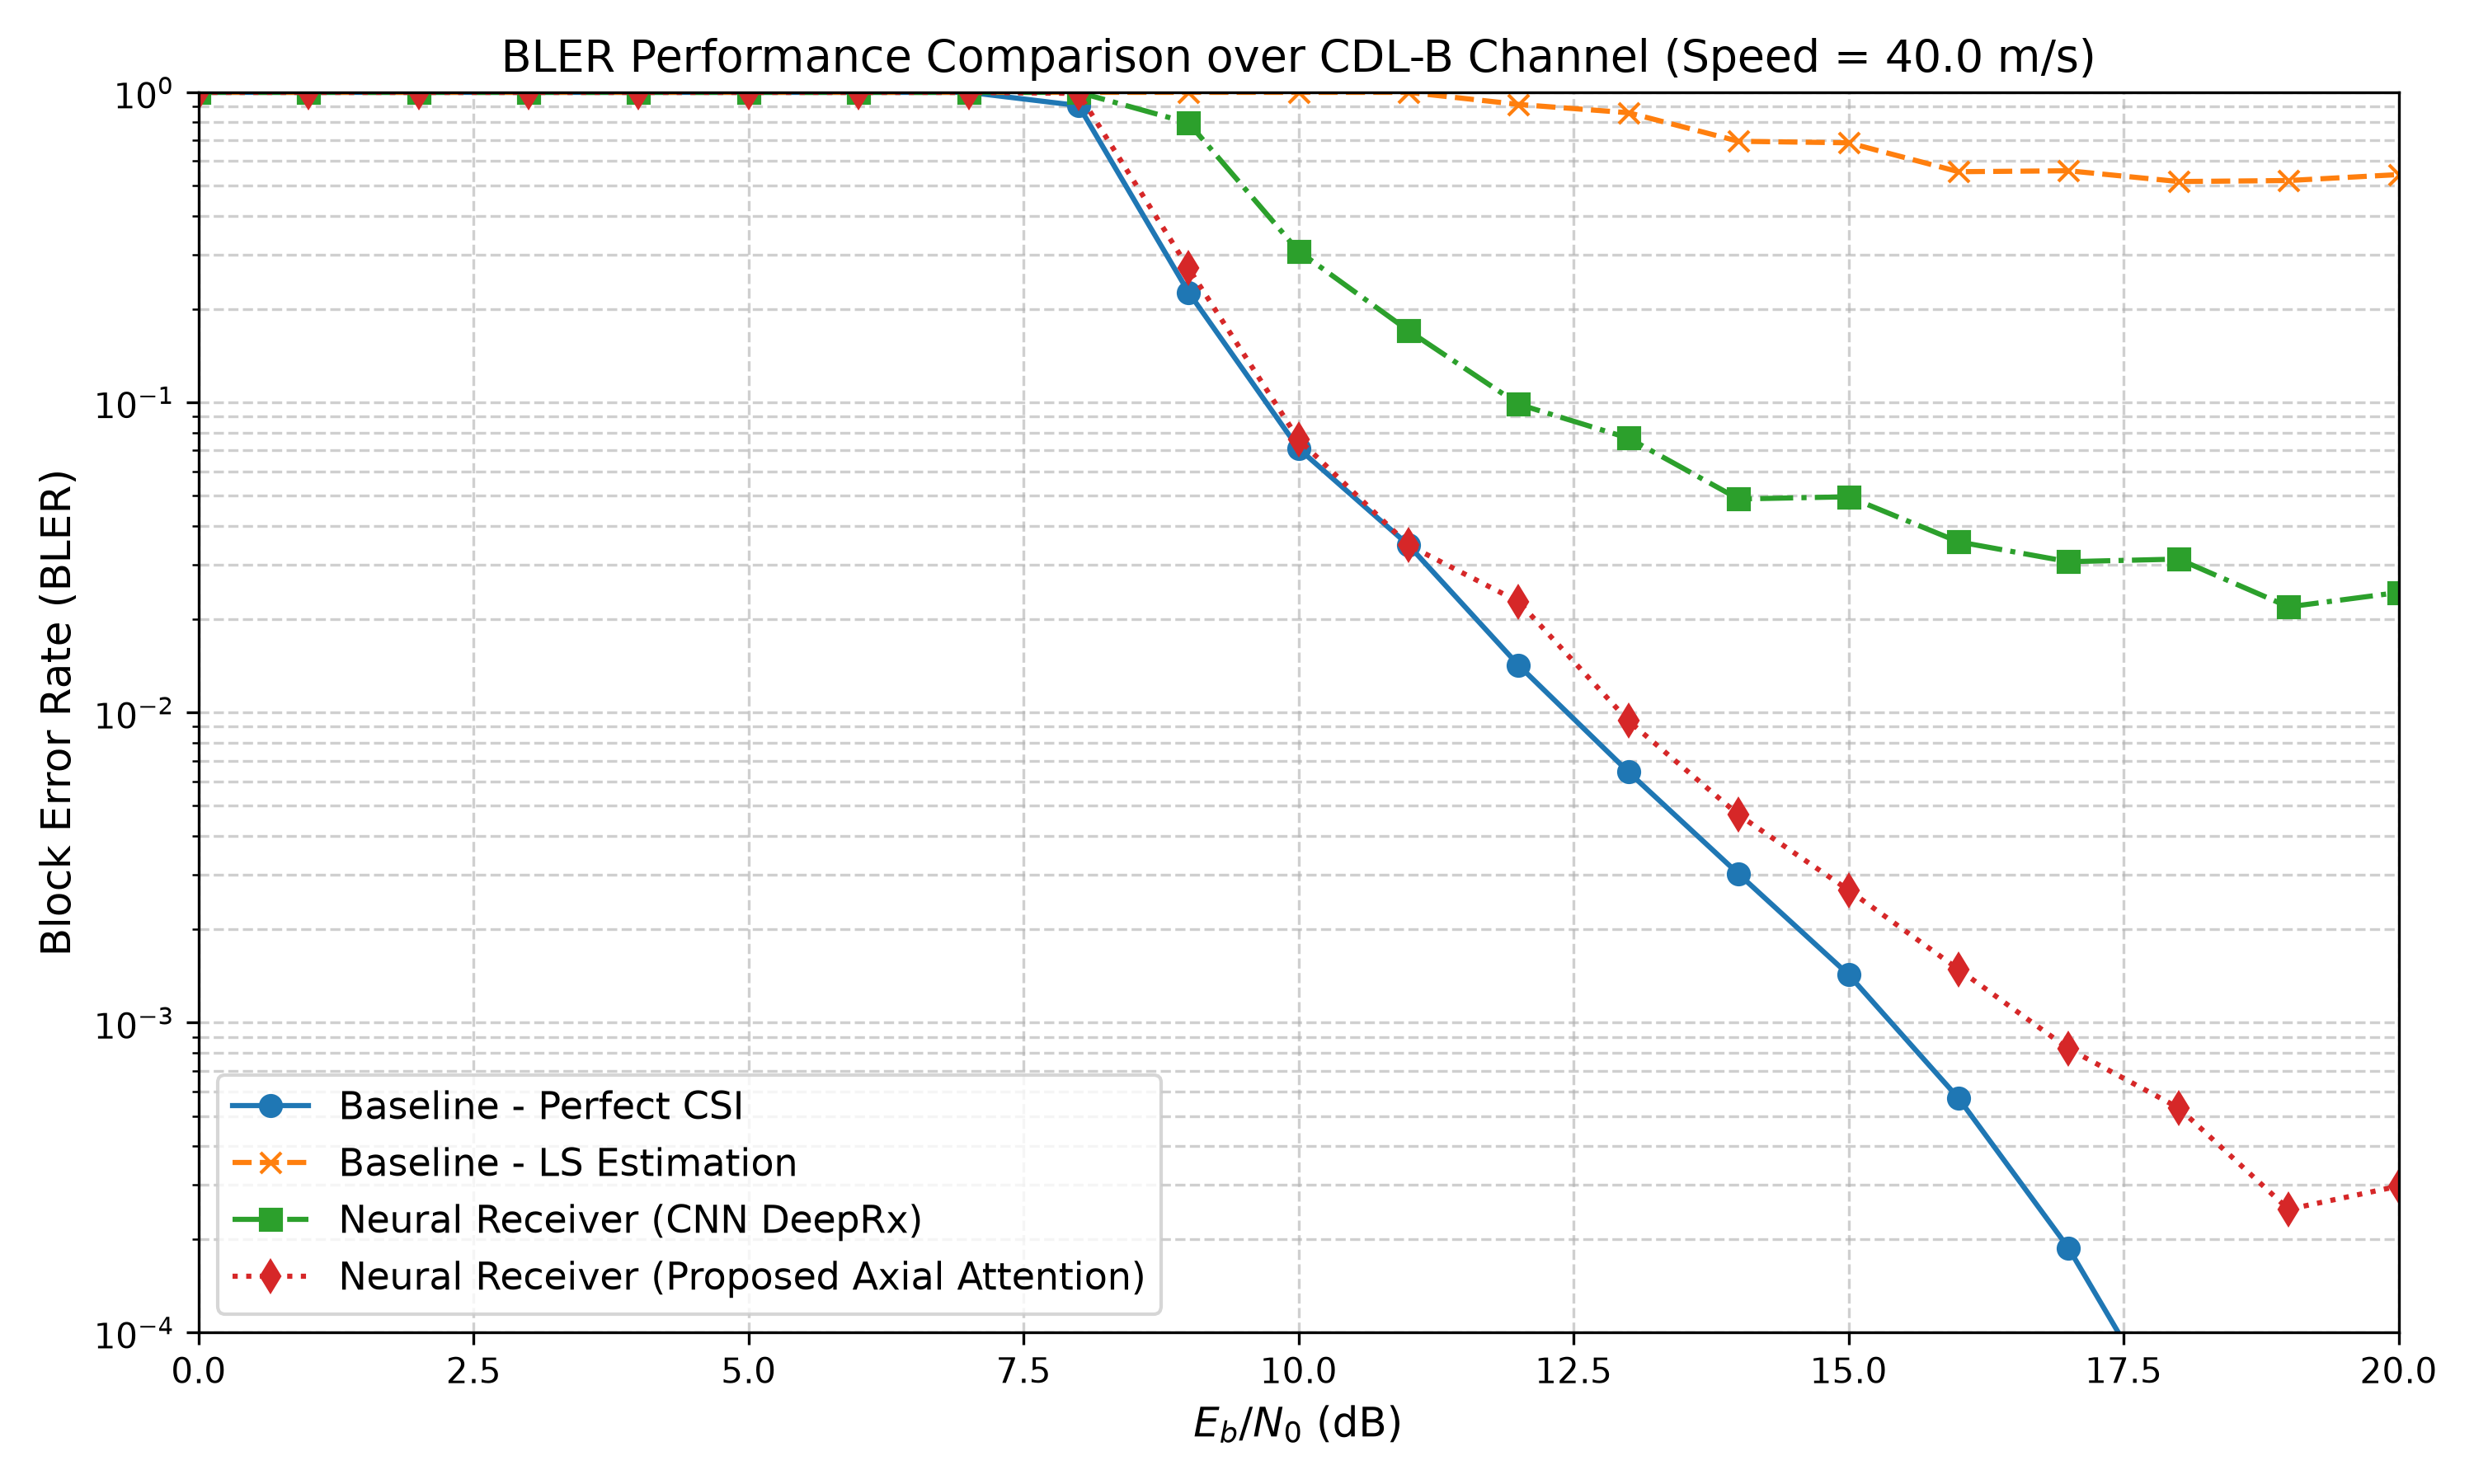 BLER Performance Comparison over CDL-B Channel (Speed = 40.0 m/s)
Block Error Rate (BLER)
10⁰
10⁻¹
10⁻²
10⁻³
10⁻⁴
Baseline - Perfect CSI
Baseline - LS Estimation
Neural Receiver (CNN DeepRx)
Neural Receiver (Proposed Axial Attention)
0.0 2.5 5.0 7.5 10.0 12.5 15.0 17.5 20.0
E_b/N_0 (dB)